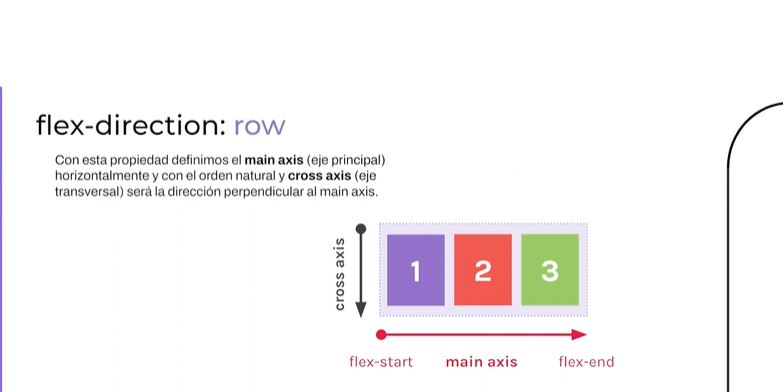 flex-direction: row
Con esta propiedad definimos el main axis (eje principal)
horizontalmente y con el orden natural y cross axis (eje
transversal) será la dirección perpendicular al main axis.
cross axis
1 2 3
flex-start main axis flex-end